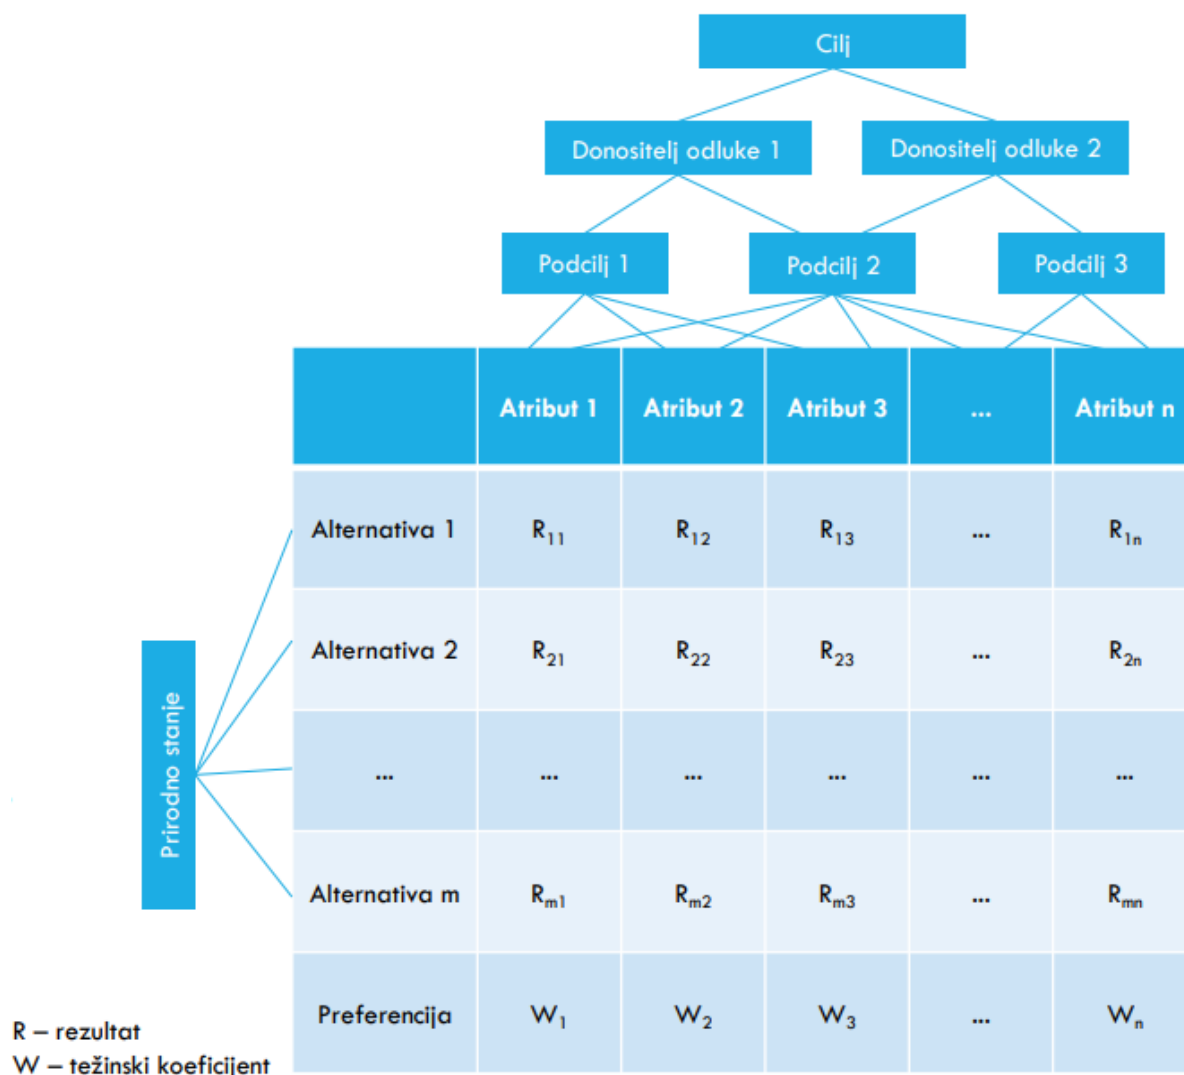 Cilj
Donositelj odluke 1 Donositelj odluke 2
Podcilj 1 Podcilj 2 Podcilj 3
Atribut 1 Atribut 2 Atribut 3 ... Atribut n
Alternativa 1 R₁₁ R₁₂ R₁₃ ... R₁ₙ
Alternativa 2 R₂₁ R₂₂ R₂₃ ... R₂ₙ
... ... ... ... ... ...
Alternativa m Rₘ₁ Rₘ₂ Rₘ₃ ... Rₘₙ
Preferencija W₁ W₂ W₃ ... Wₙ
Prirodno stanje
R – rezultat
W – težinski koeficijent